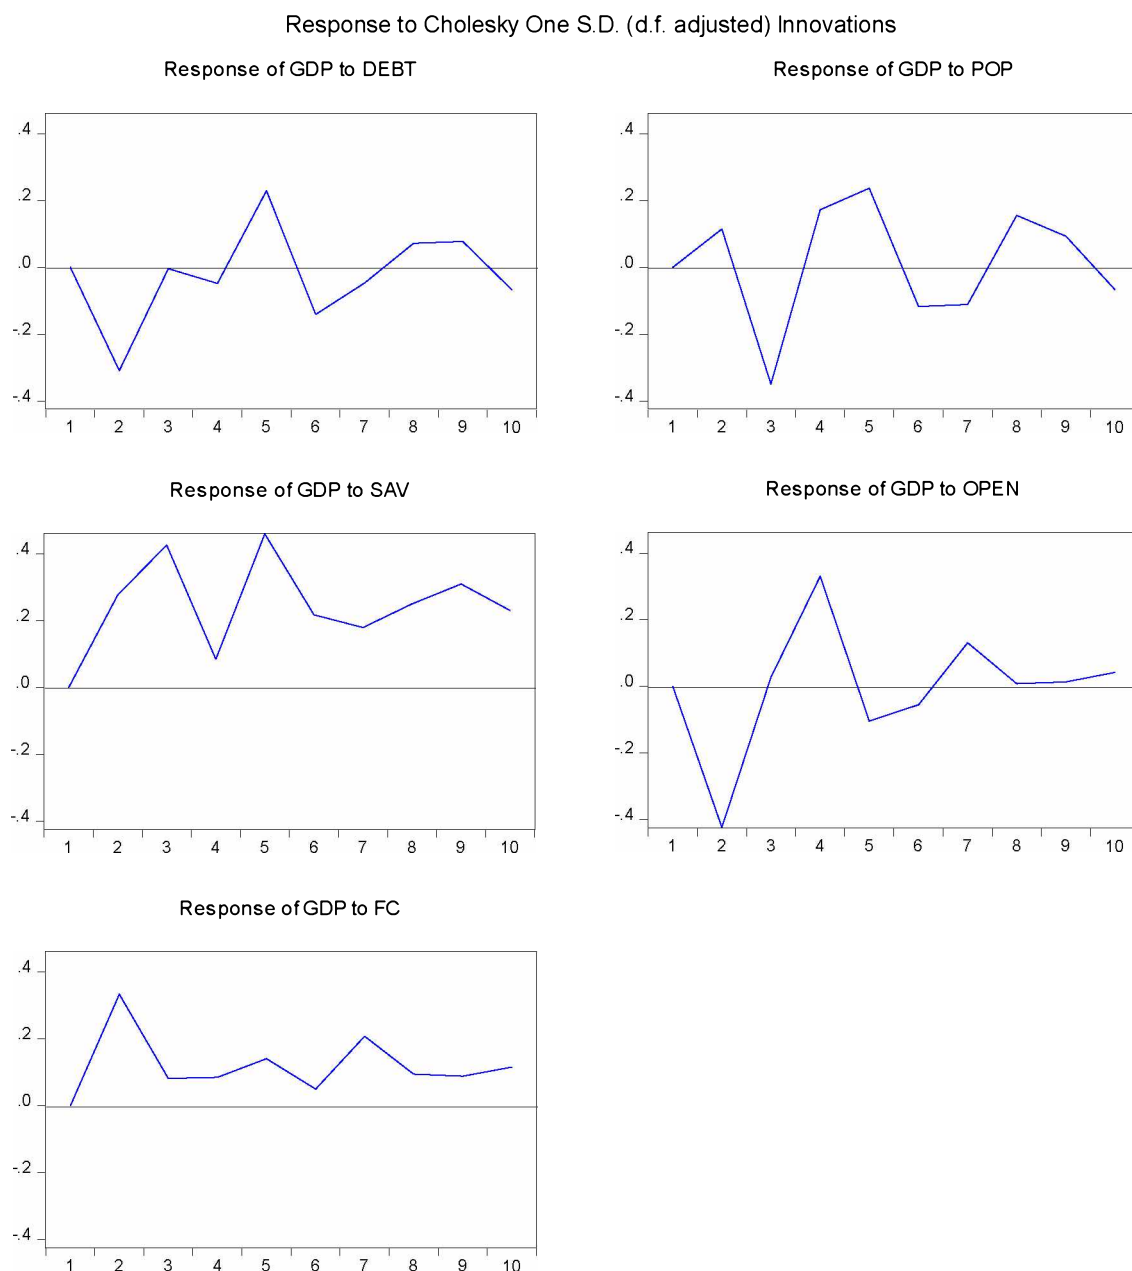 Response to Cholesky One S.D. (d.f. adjusted) Innovations
Response of GDP to DEBT
.4
.2
.0
-.2
-.4
1 2 3 4 5 6 7 8 9 10
Response of GDP to POP
.4
.2
.0
-.2
-.4
1 2 3 4 5 6 7 8 9 10
Response of GDP to SAV
.4
.2
.0
-.2
-.4
1 2 3 4 5 6 7 8 9 10
Response of GDP to OPEN
.4
.2
.0
-.2
-.4
1 2 3 4 5 6 7 8 9 10
Response of GDP to FC
.4
.2
.0
-.2
-.4
1 2 3 4 5 6 7 8 9 10